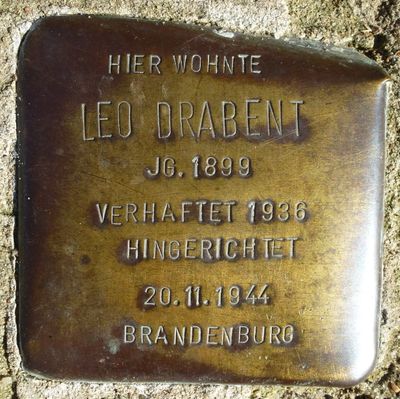 HIER WOHNTE
LEO DRABENT
JG. 1899
VERHAFTET 1936
HINGERICHTET
20.11.1944
BRANDENBURG